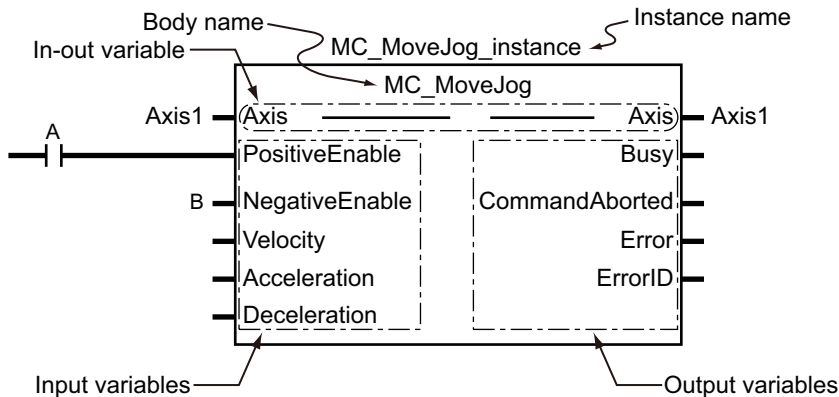 Body name
Instance name
In-out variable
MC_MoveJog_instance
MC_MoveJog
Axis1
Axis
Axis
Axis1
A
PositiveEnable
Busy
B
NegativeEnable
CommandAborted
Velocity
Error
Acceleration
ErrorID
Deceleration
Input variables
Output variables